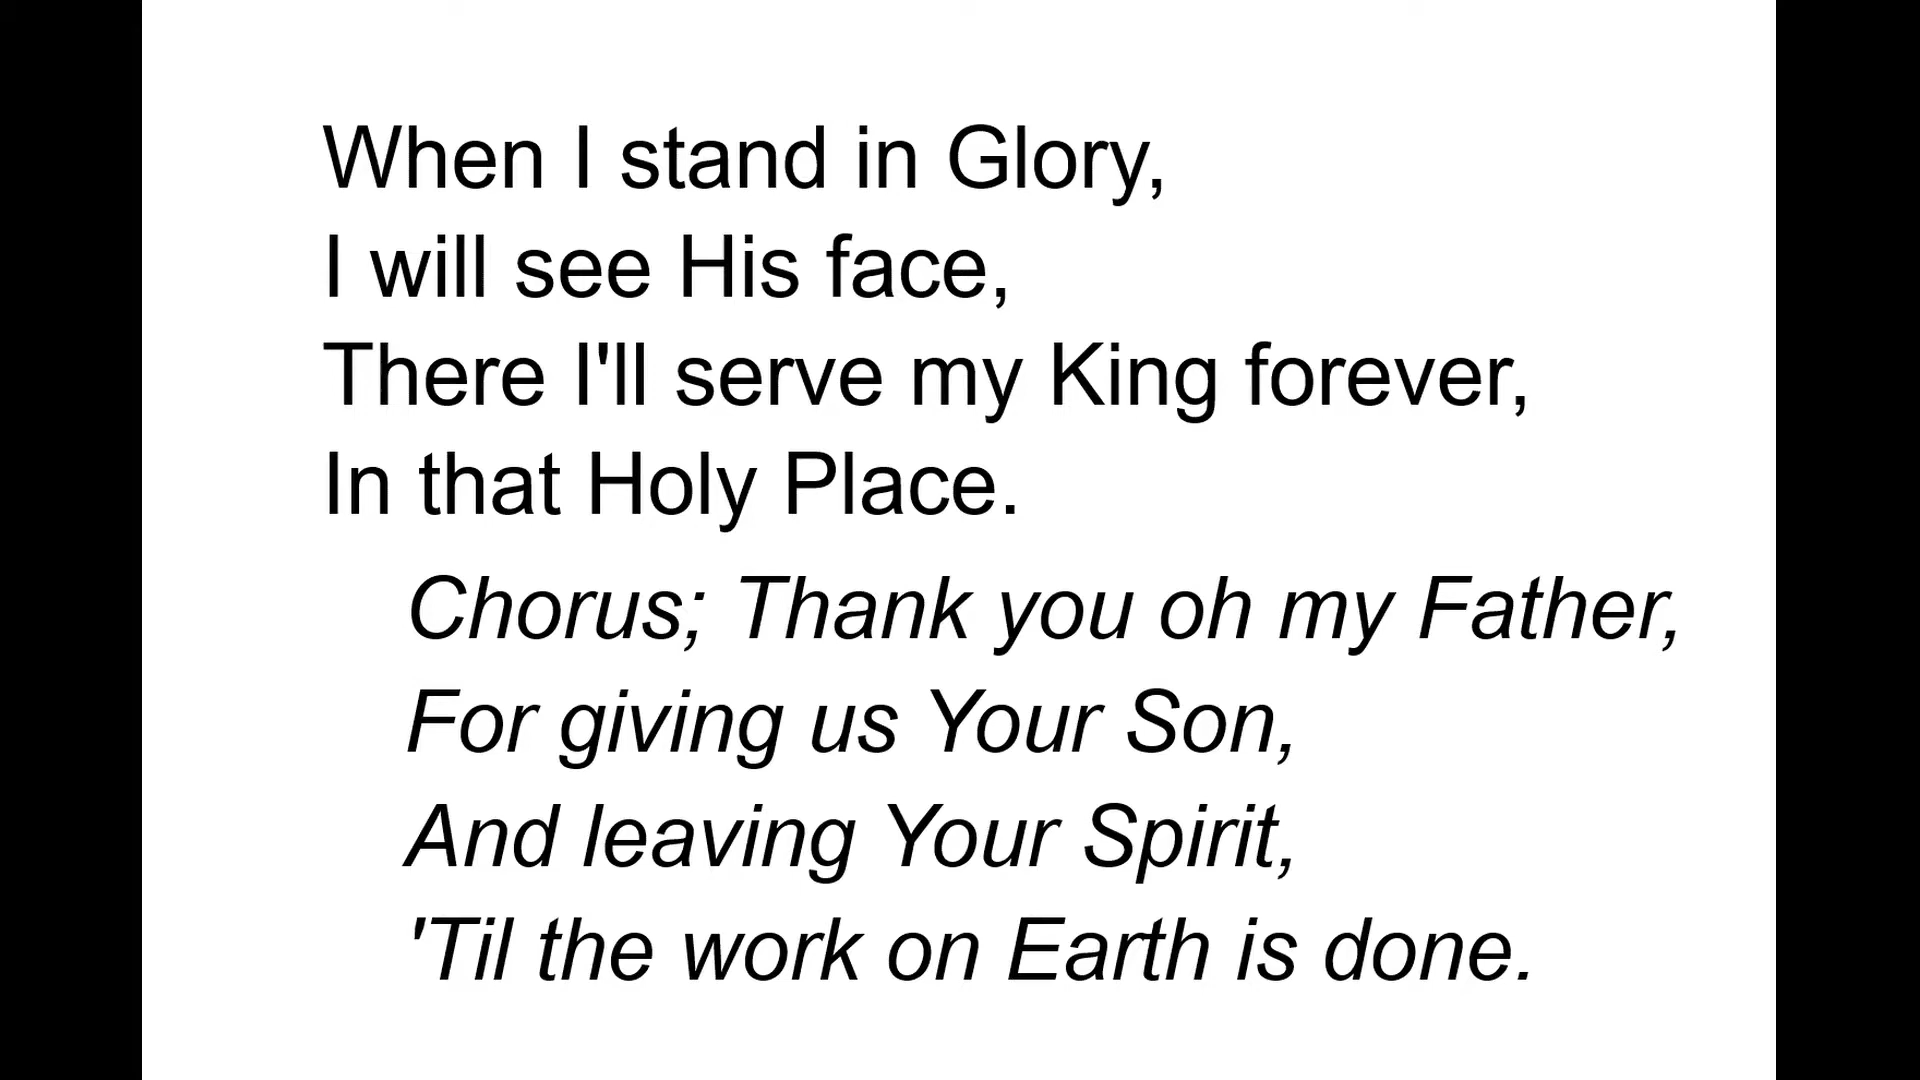 When I stand in Glory,
I will see His face,
There I'll serve my King forever,
In that Holy Place.
Chorus; Thank you oh my Father,
For giving us Your Son,
And leaving Your Spirit,
'Til the work on Earth is done.